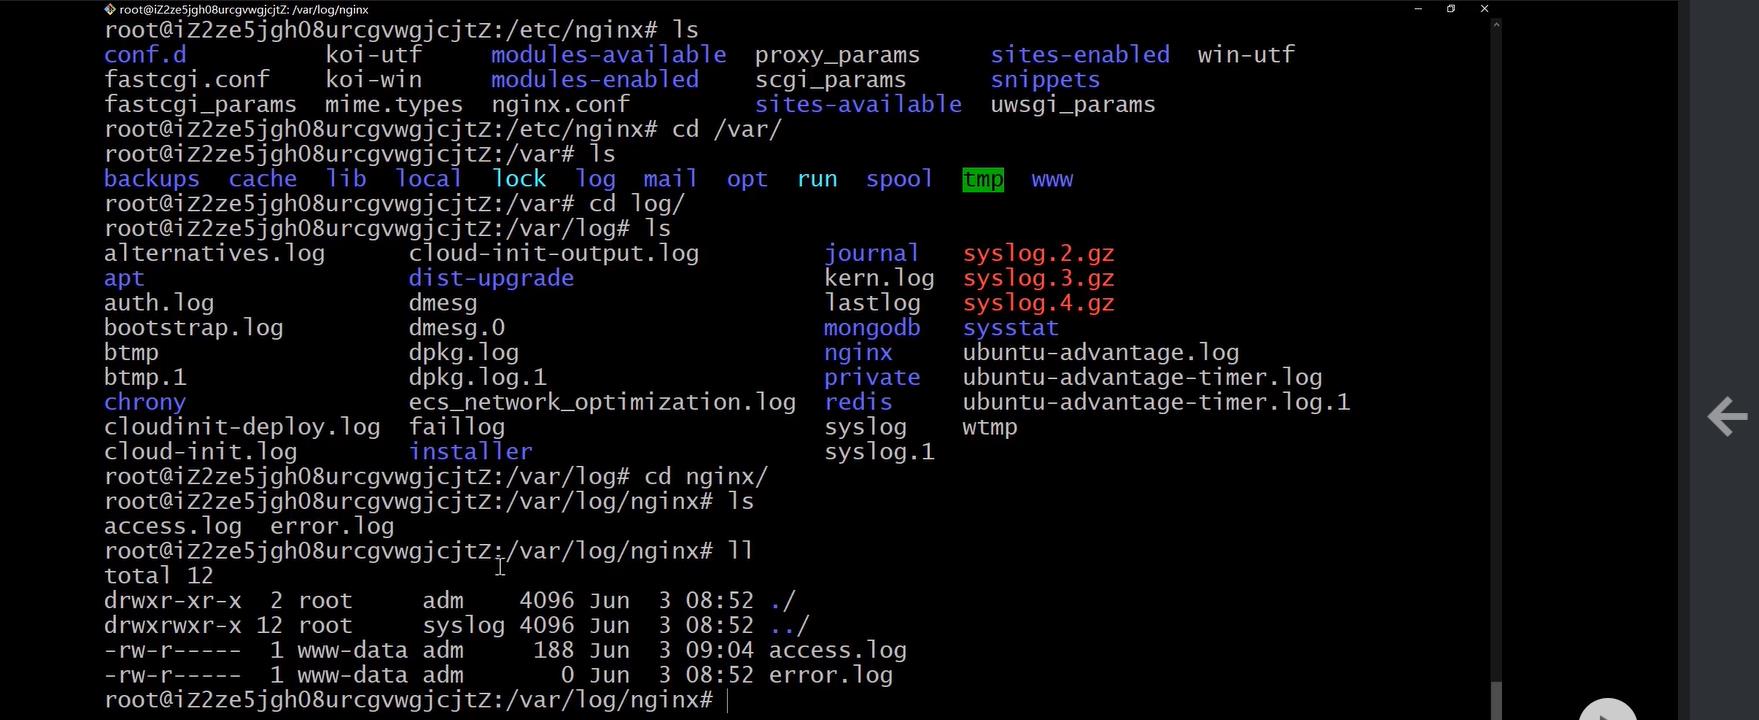 root@iZ2ze5jgh08urcgvwgjcjtZ: /var/log/nginx
root@iZ2ze5jgh08urcgvwgjcjtZ:/etc/nginx# ls
conf.d koi-utf modules-available proxy_params sites-enabled win-utf
fastcgi.conf koi-win modules-enabled scgi_params snippets
fastcgi_params mime.types nginx.conf sites-available uwsgi_params
root@iZ2ze5jgh08urcgvwgjcjtZ:/etc/nginx# cd /var/
root@iZ2ze5jgh08urcgvwgjcjtZ:/var# ls
backups cache lib local lock log mail opt run spool tmp www
root@iZ2ze5jgh08urcgvwgjcjtZ:/var# cd log/
root@iZ2ze5jgh08urcgvwgjcjtZ:/var/log# ls
alternatives.log cloud-init-output.log journal syslog.2.gz
apt dist-upgrade kern.log syslog.3.gz
auth.log dmesg lastlog syslog.4.gz
bootstrap.log dmesg.0 mongodb sysstat
btmp dpkg.log nginx ubuntu-advantage.log
btmp.1 dpkg.log.1 private ubuntu-advantage-timer.log
chrony ecs_network_optimization.log redis ubuntu-advantage-timer.log.1
cloudinit-deploy.log faillog syslog wtmp
cloud-init.log installer syslog.1
root@iZ2ze5jgh08urcgvwgjcjtZ:/var/log# cd nginx/
root@iZ2ze5jgh08urcgvwgjcjtZ:/var/log/nginx# ls
access.log error.log
root@iZ2ze5jgh08urcgvwgjcjtZ:/var/log/nginx# ll
total 12
drwxr-xr-x 2 root adm 4096 Jun 3 08:52 ./
drwxrwxr-x 12 root syslog 4096 Jun 3 08:52 ../
-rw-r----- 1 www-data adm 188 Jun 3 09:04 access.log
-rw-r----- 1 www-data adm 0 Jun 3 08:52 error.log
root@iZ2ze5jgh08urcgvwgjcjtZ:/var/log/nginx#